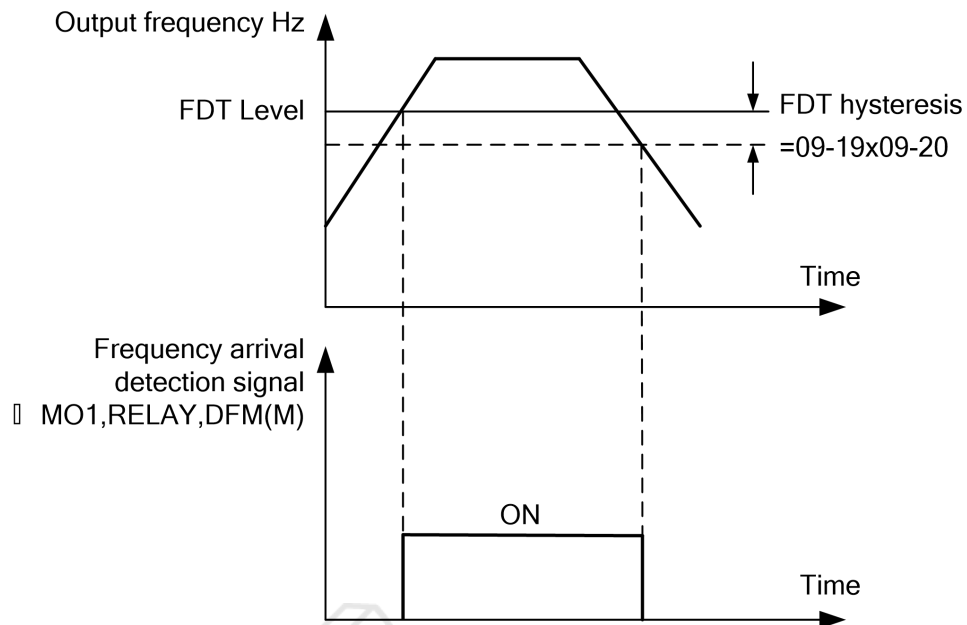 Output frequency Hz
FDT Level
FDT hysteresis
=09-19x09-20
Time
Frequency arrival
detection signal
MO1,RELAY,DFM(M)
ON
Time